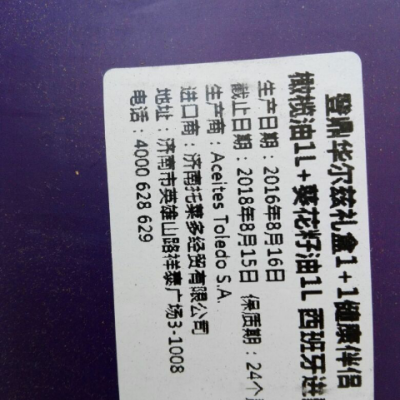 登鼎华尔兹礼盒1+1健康伴侣
橄榄油1L+葵花籽油1L 西班牙进
生产日期：2016年8月16日
截止日期：2018年8月15日 保质期：24个
生产商：Aceites Toledo S.A.
进口商：济南托莱多经贸有限公司
地址：济南市英雄山路祥泰广场3-1008
电话：4000 628 629